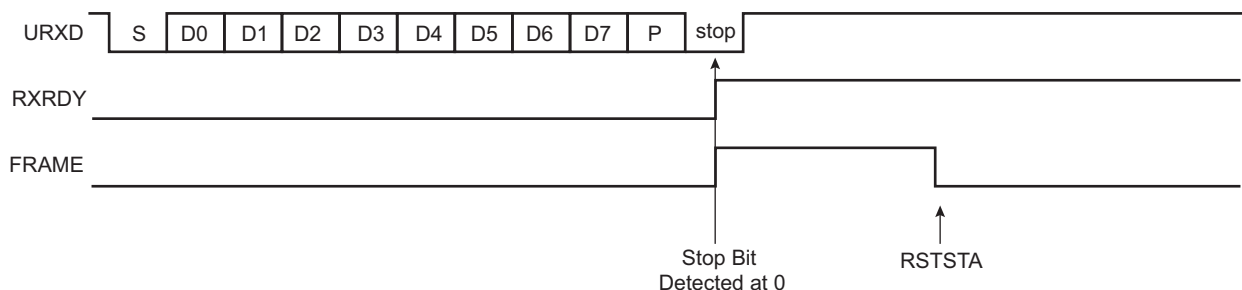 URXD S D0 D1 D2 D3 D4 D5 D6 D7 P stop
RXRDY
FRAME
Stop Bit
Detected at 0
RSTSTA